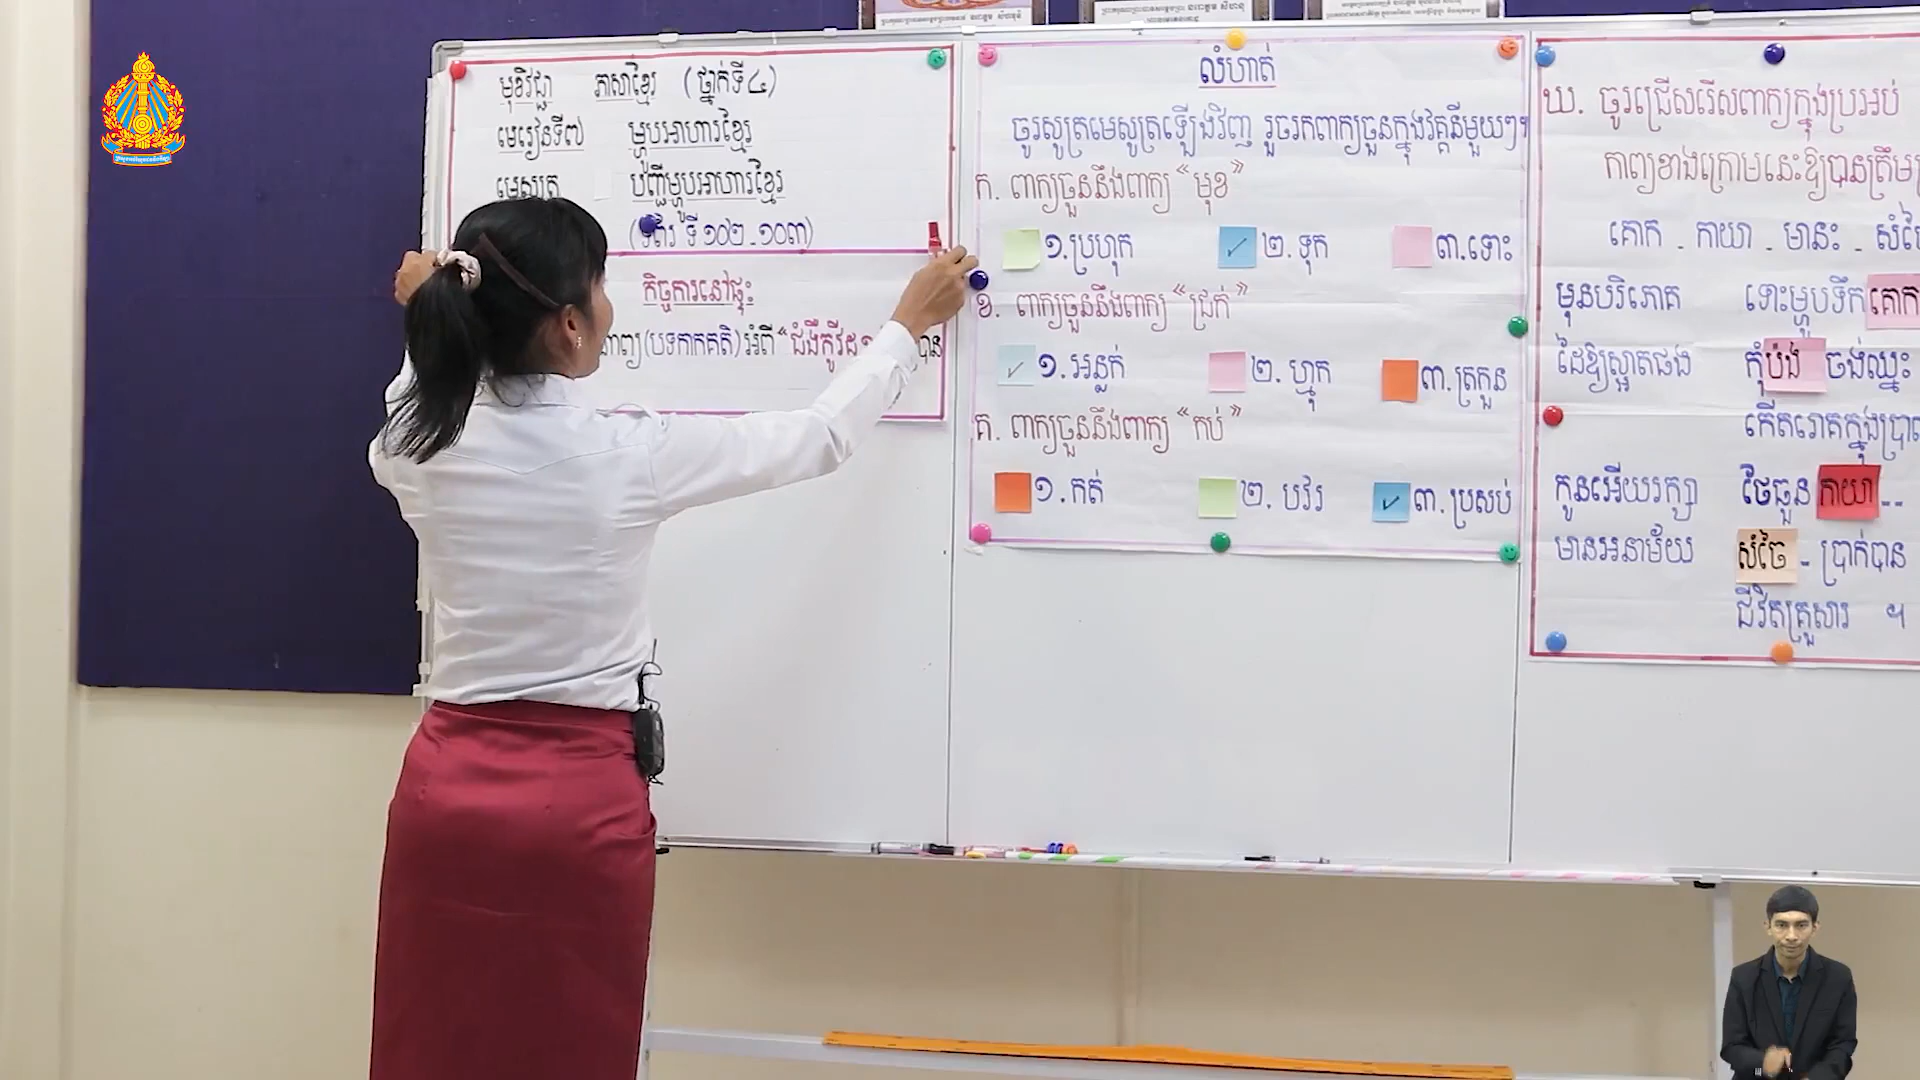 មុខវិជ្ជា ភាសាខ្មែរ (ថ្នាក់ទី៤)
មេរៀនទី៧ ម្ហូបអាហារខ្មែរ
មេសូត្រ បញ្ជីម្ហូបអាហារខ្មែរ
ទី១០២-១០៣)
កិច្ចការនៅផ្ទះ
(បទកាកគតិ) អំពី “ជំងឺកូវីដ
លំហាត់
ចូរសូត្រមេសូត្រឡើងវិញ រួចរកពាក្យចួនក្នុងវគ្គនីមួយៗ។
ក. ពាក្យចួននឹងពាក្យ “មុខ”
១. ប្រហុក ២. ទុក ៣. ទោះ
ខ. ពាក្យចួននឹងពាក្យ “ជ្រក់”
១. អន្លក់ ២. ហ្មុក ៣. ត្រកួន
គ. ពាក្យចួននឹងពាក្យ “កប់”
១. កត់ ២. បវរ ៣. ប្រសប់
ឃ. ចូរជ្រើសរើសពាក្យក្នុងប្រអប់
កាព្យខាងក្រោមនេះឱ្យបានត្រឹម
គោក - កាយា - មានះ -
មុនបរិភោគ ទោះម្ហូបទឹកគោក
ដៃឱ្យស្អាតផង កុំប៉ង ចង់ឈ្នះ
កើតរោគក្នុង
កូនអើយរក្សា ថែធួន កាយា --
មានអនាម័យ សំចៃ - ប្រាក់បាន
ជីវិតគ្រួសារ ។